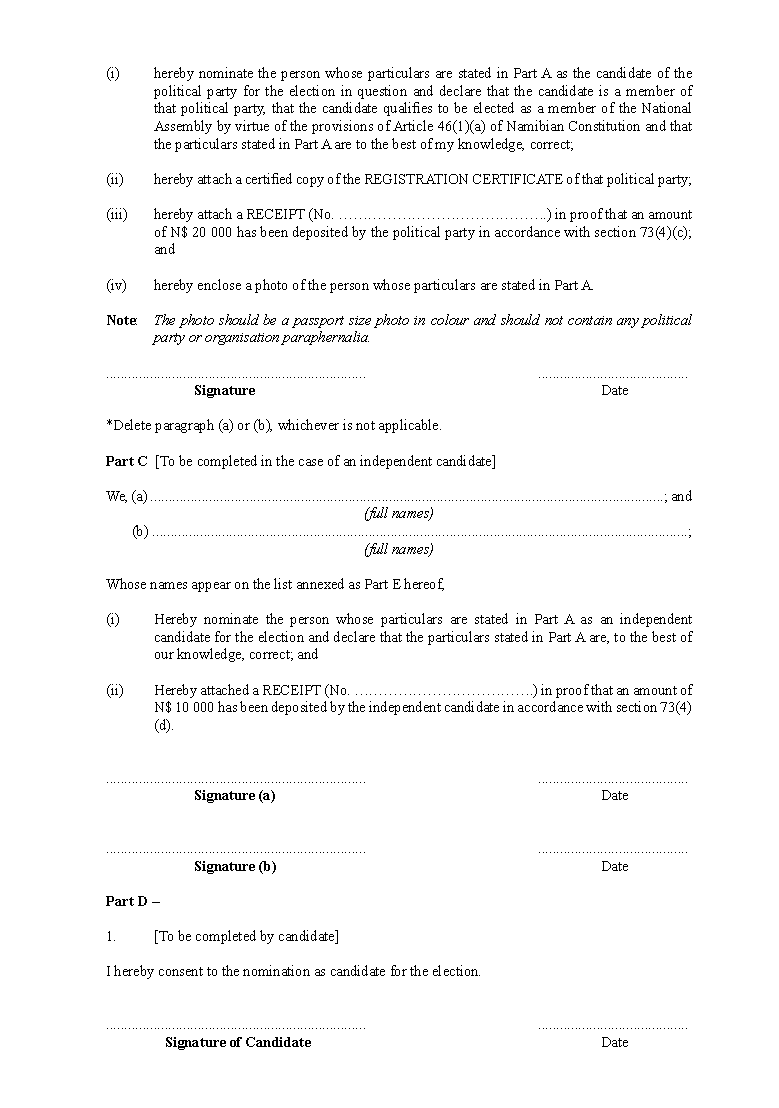 (i) hereby nominate the person whose particulars are stated in Part A as the candidate of the
political party for the election in question and declare that the candidate is a member of
that political party, that the candidate qualifies to be elected as a member of the National
Assembly by virtue of the provisions of Article 46(1)(a) of Namibian Constitution and that
the particulars stated in Part A are to the best of my knowledge, correct;
(ii) hereby attach a certified copy of the REGISTRATION CERTIFICATE of that political party;
(iii) hereby attach a RECEIPT (No. ……………………………………..) in proof that an amount
of N$ 20 000 has been deposited by the political party in accordance with section 73(4)(c);
and
(iv) hereby enclose a photo of the person whose particulars are stated in Part A.
Note: The photo should be a passport size photo in colour and should not contain any political
party or organisation paraphernalia.
....................................................................... .........................................
Signature Date
*Delete paragraph (a) or (b), whichever is not applicable.
Part C [To be completed in the case of an independent candidate]
We, (a) ............................................................................................................................................; and
(full names)
(b) ..................................................................................................................................................;
(full names)
Whose names appear on the list annexed as Part E hereof,
(i) Hereby nominate the person whose particulars are stated in Part A as an independent
candidate for the election and declare that the particulars stated in Part A are, to the best of
our knowledge, correct; and
(ii) Hereby attached a RECEIPT (No. ……………………………….) in proof that an amount of
N$ 10 000 has been deposited by the independent candidate in accordance with section 73(4)
(d).
....................................................................... .........................................
Signature (a) Date
....................................................................... .........................................
Signature (b) Date
Part D –
1. [To be completed by candidate]
I hereby consent to the nomination as candidate for the election.
....................................................................... .........................................
Signature of Candidate Date